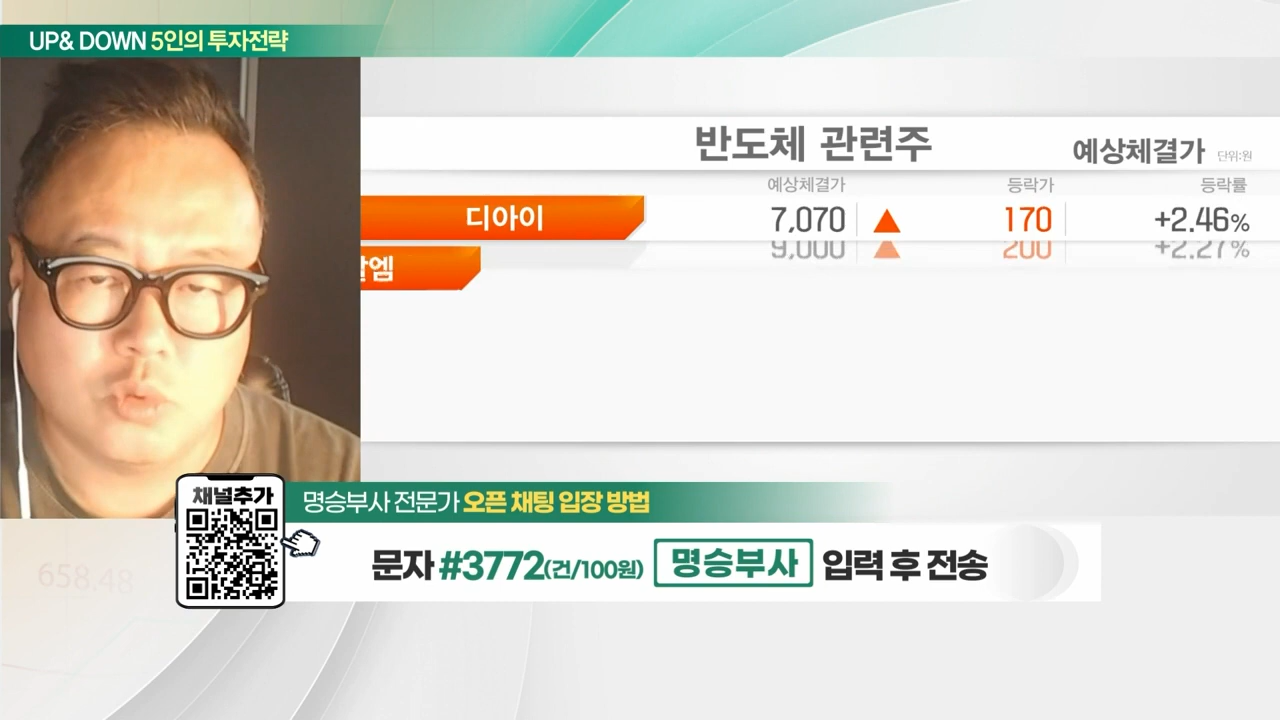 UP& DOWN 5인의 투자전략
반도체 관련주 예상체결가 단위:원
예상체결가 등락가 등락률
디아이 7,070 ▲ 170 +2.46%
엠 9,000 ▲ 200 +2.27%
채널추가
명승부사 전문가 오픈 채팅 입장 방법
문자 #3772(건/100원) 명승부사 입력 후 전송
658.48